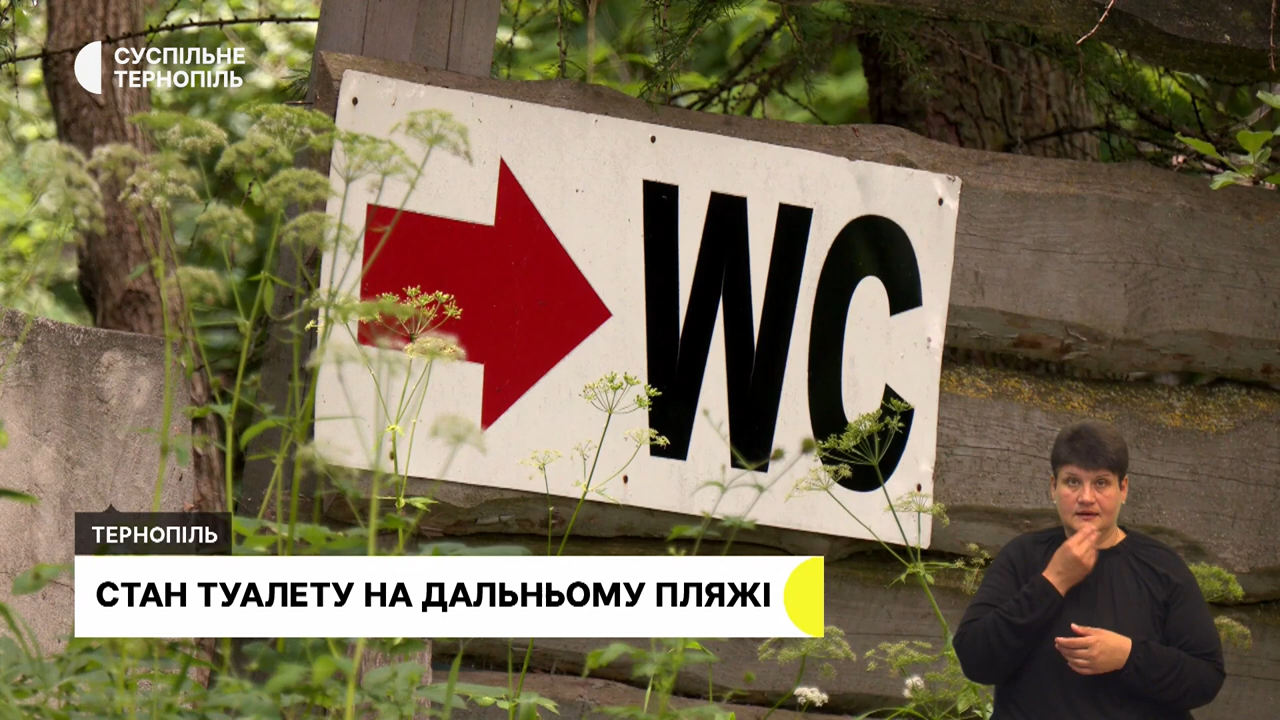 СУСПІЛЬНЕ
ТЕРНОПІЛЬ
WC
ТЕРНОПІЛЬ
СТАН ТУАЛЕТУ НА ДАЛЬНЬОМУ ПЛЯЖІ